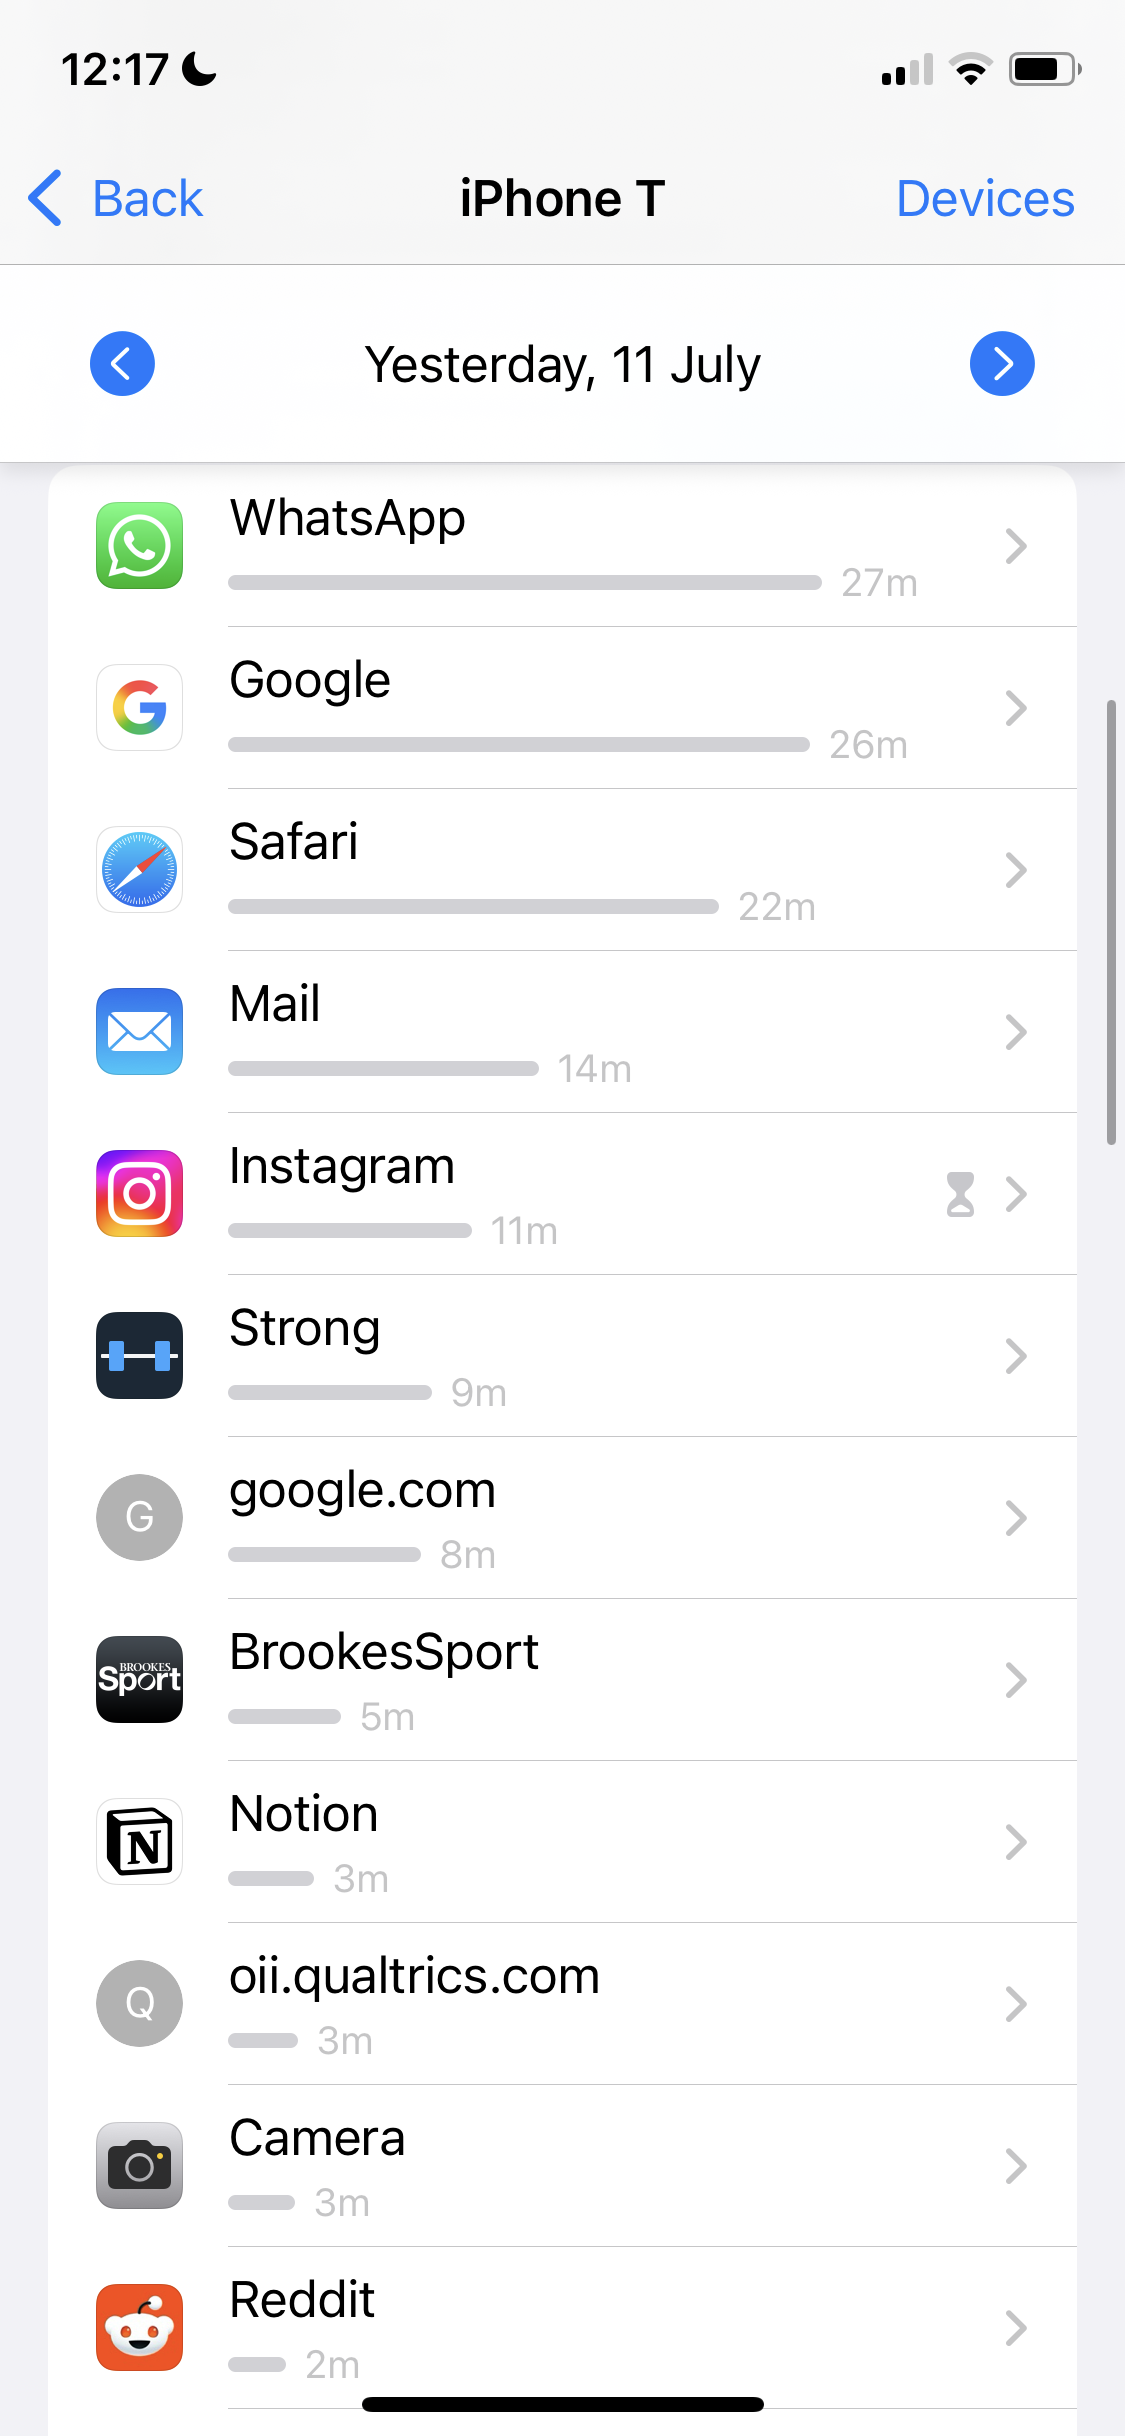 12:17
Back iPhone T Devices
Yesterday, 11 July
WhatsApp
27m
Google
26m
Safari
22m
Mail
14m
Instagram
11m
Strong
9m
G
google.com
8m
BROOKES
Sport
BrookesSport
5m
N
Notion
3m
Q
oii.qualtrics.com
3m
Camera
3m
Reddit
2m